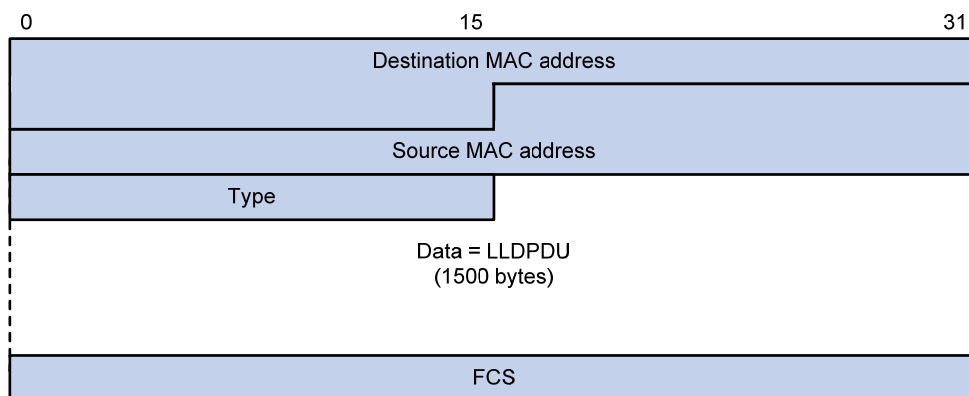 0 15 31
Destination MAC address
Source MAC address
Type
Data = LLDPDU
(1500 bytes)
FCS